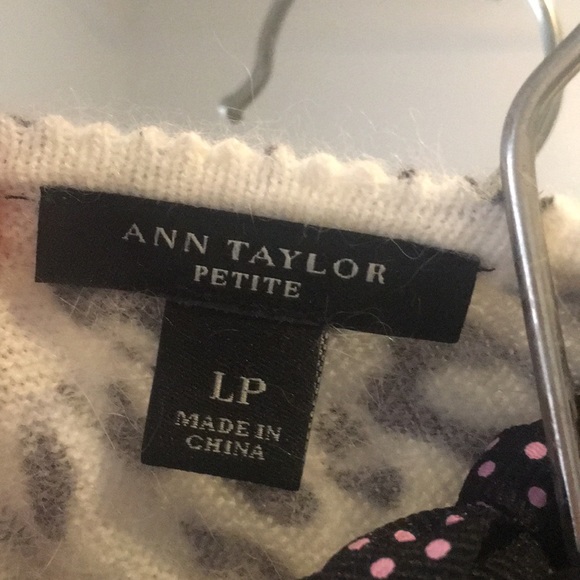 ANN TAYLOR
PETITE
LP
MADE IN
CHINA